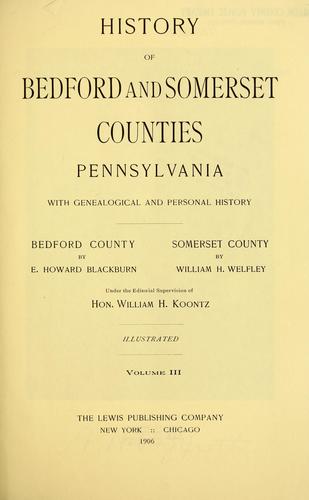 HISTORY
OF
BEDFORD AND SOMERSET
COUNTIES
PENNSYLVANIA
WITH GENEALOGICAL AND PERSONAL HISTORY
BEDFORD COUNTY
BY
E. HOWARD BLACKBURN
SOMERSET COUNTY
BY
WILLIAM H. WELFLEY
Under the Editorial Supervision of
HON. WILLIAM H. KOONTZ
ILLUSTRATED
VOLUME III
THE LEWIS PUBLISHING COMPANY
NEW YORK :: CHICAGO
1906